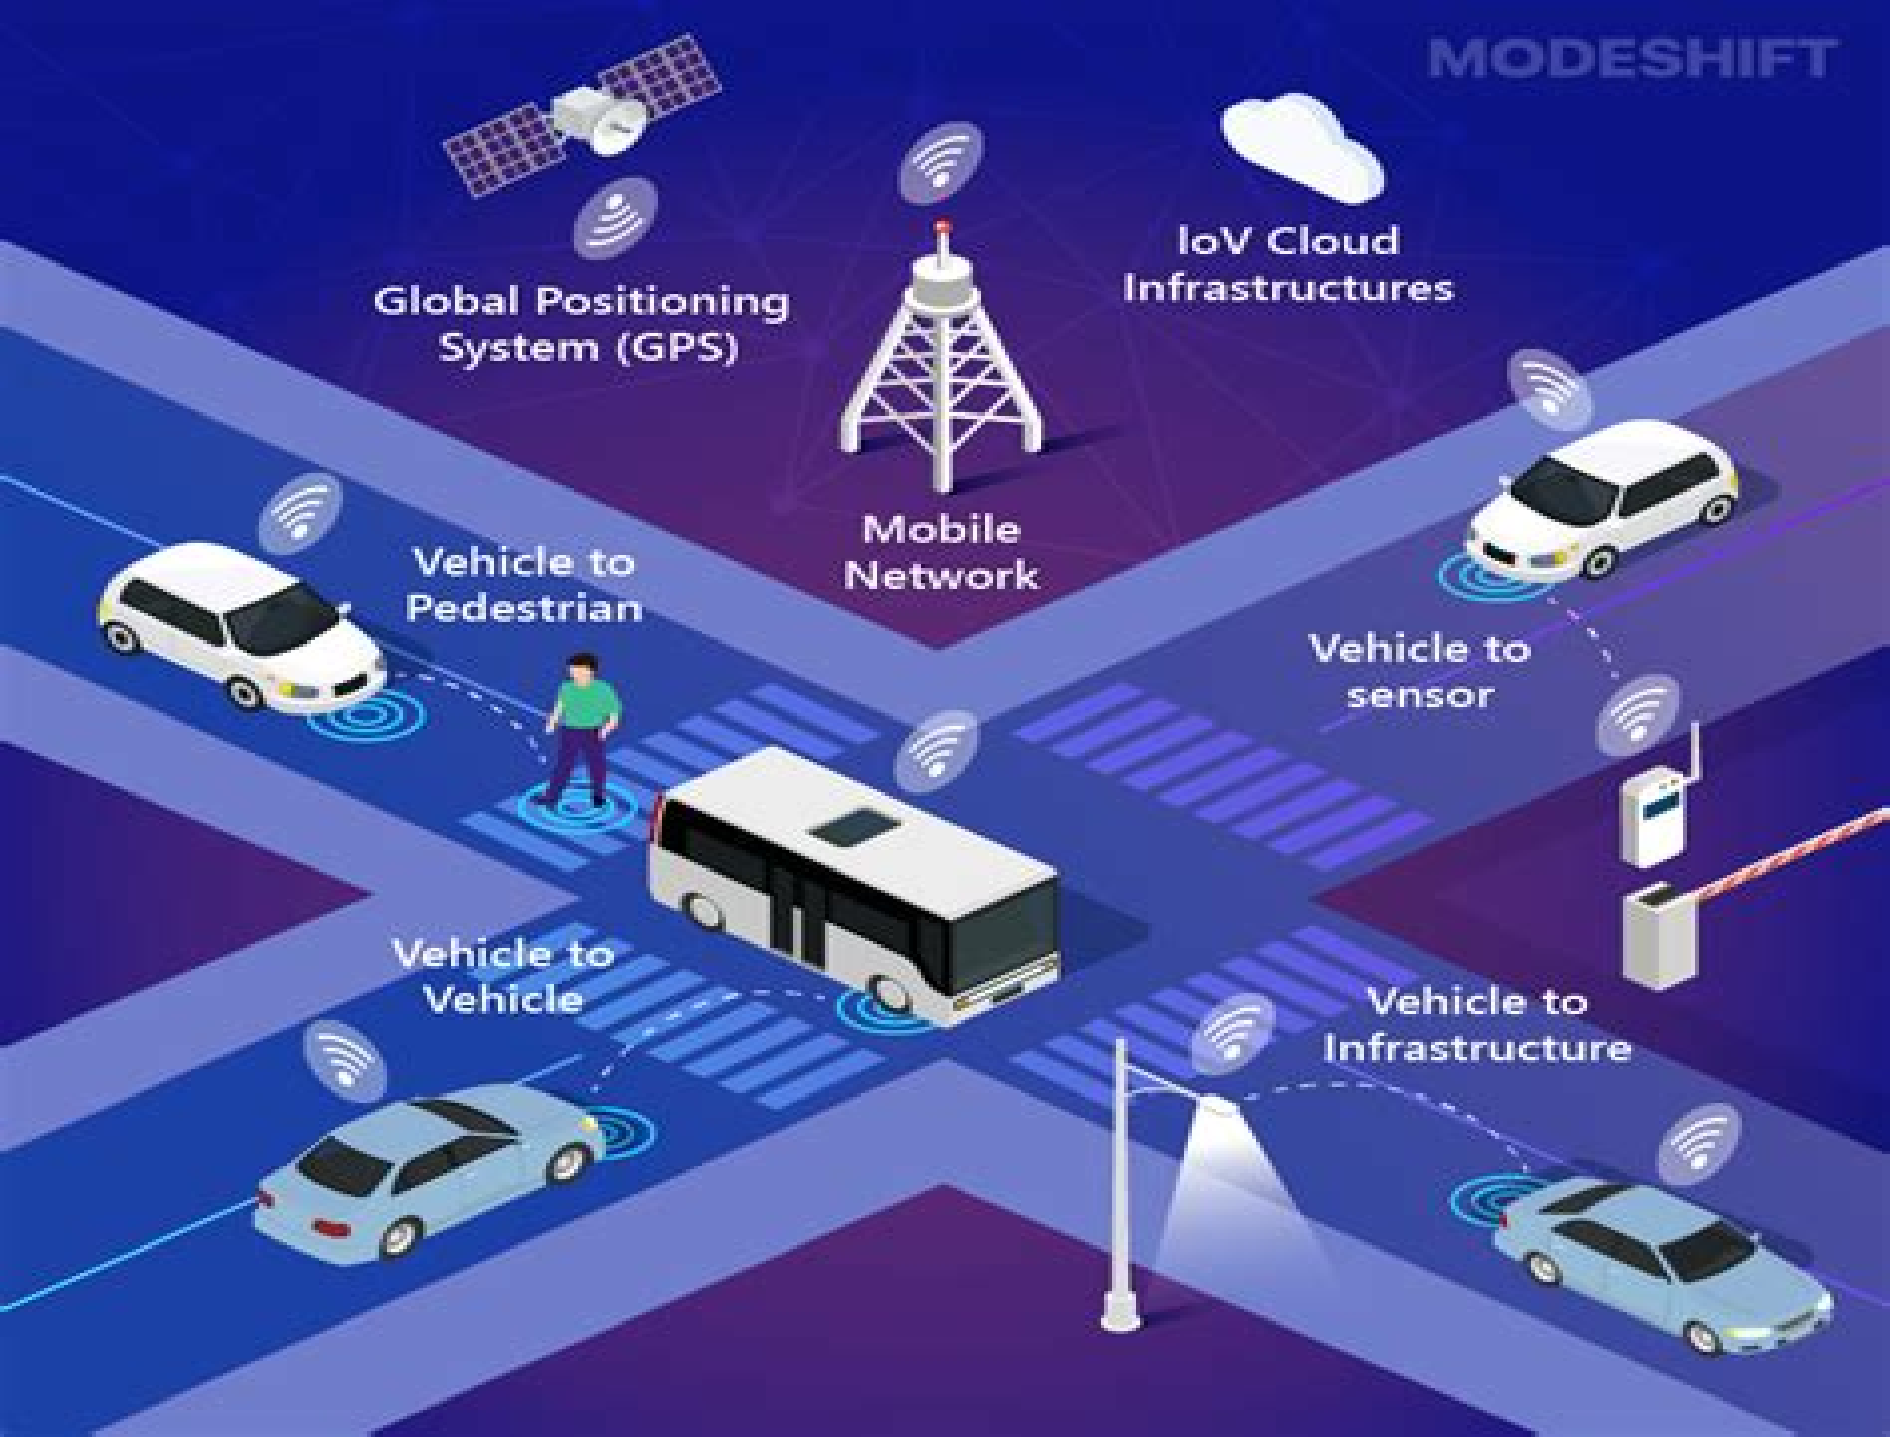 MODESHIFT
Global Positioning
System (GPS)
IoV Cloud
Infrastructures
Mobile
Network
Vehicle to
Pedestrian
Vehicle to
sensor
Vehicle to
Vehicle
Vehicle to
Infrastructure